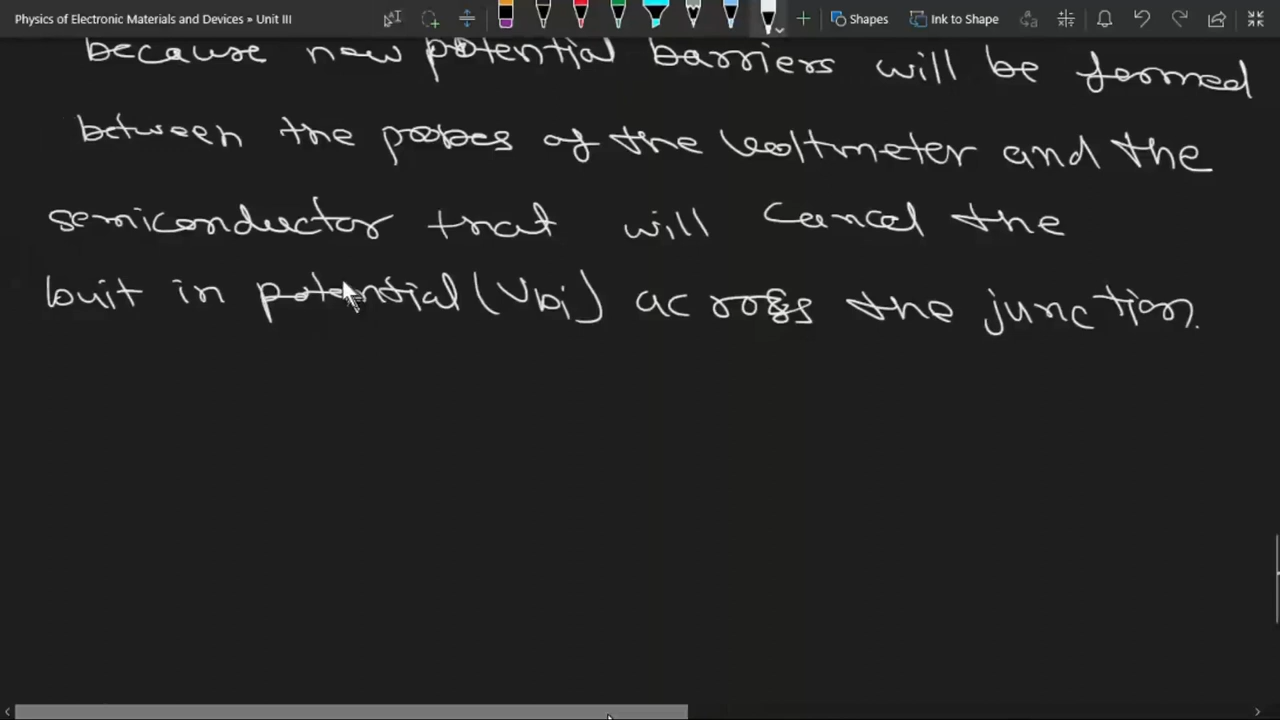 Physics of Electronic Materials and Devices » Unit III
Shapes
Ink to Shape
because new potential barriers will be formed
between the probes of the voltmeter and the
semiconductor that will cancel the
buit in potential (Vbi) across the junction.